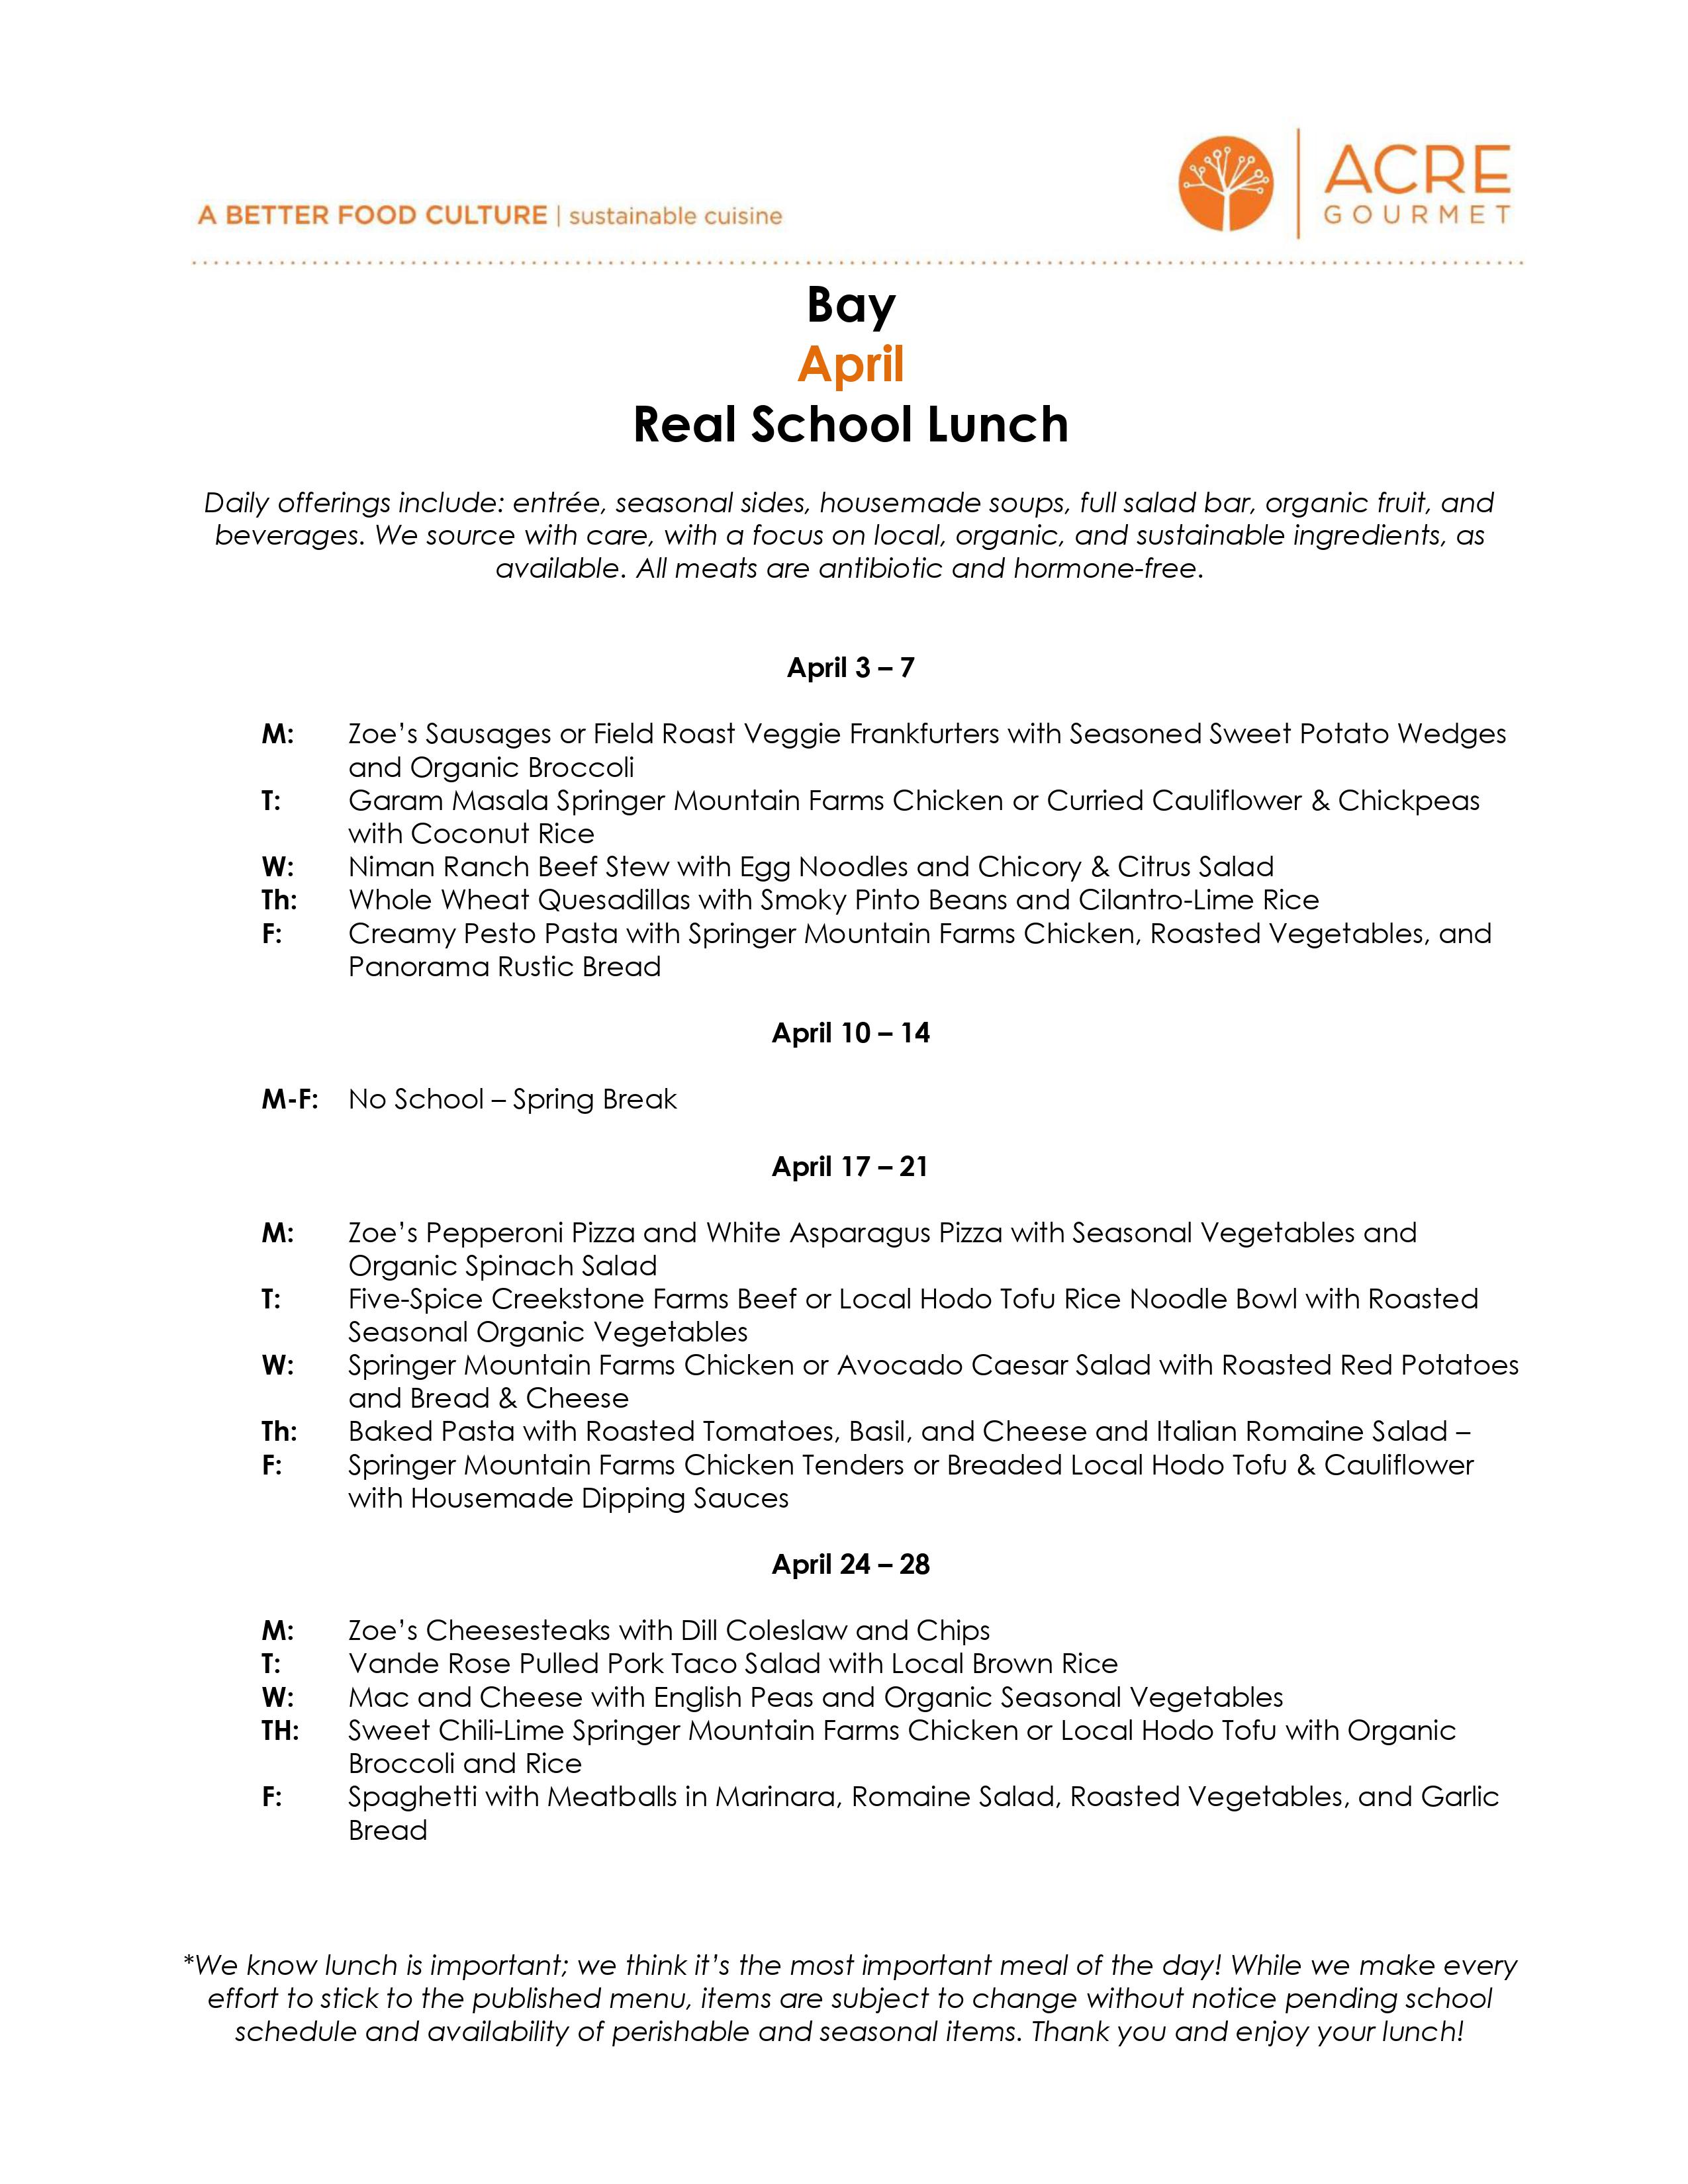 A BETTER FOOD CULTURE | sustainable cuisine
ACRE
GOURMET
Bay
April
Real School Lunch
Daily offerings include: entrée, seasonal sides, housemade soups, full salad bar, organic fruit, and
beverages. We source with care, with a focus on local, organic, and sustainable ingredients, as
available. All meats are antibiotic and hormone-free.
April 3 – 7
M: Zoe’s Sausages or Field Roast Veggie Frankfurters with Seasoned Sweet Potato Wedges
and Organic Broccoli
T: Garam Masala Springer Mountain Farms Chicken or Curried Cauliflower & Chickpeas
with Coconut Rice
W: Niman Ranch Beef Stew with Egg Noodles and Chicory & Citrus Salad
Th: Whole Wheat Quesadillas with Smoky Pinto Beans and Cilantro-Lime Rice
F: Creamy Pesto Pasta with Springer Mountain Farms Chicken, Roasted Vegetables, and
Panorama Rustic Bread
April 10 – 14
M-F: No School – Spring Break
April 17 – 21
M: Zoe’s Pepperoni Pizza and White Asparagus Pizza with Seasonal Vegetables and
Organic Spinach Salad
T: Five-Spice Creekstone Farms Beef or Local Hodo Tofu Rice Noodle Bowl with Roasted
Seasonal Organic Vegetables
W: Springer Mountain Farms Chicken or Avocado Caesar Salad with Roasted Red Potatoes
and Bread & Cheese
Th: Baked Pasta with Roasted Tomatoes, Basil, and Cheese and Italian Romaine Salad –
F: Springer Mountain Farms Chicken Tenders or Breaded Local Hodo Tofu & Cauliflower
with Housemade Dipping Sauces
April 24 – 28
M: Zoe’s Cheesesteaks with Dill Coleslaw and Chips
T: Vande Rose Pulled Pork Taco Salad with Local Brown Rice
W: Mac and Cheese with English Peas and Organic Seasonal Vegetables
TH: Sweet Chili-Lime Springer Mountain Farms Chicken or Local Hodo Tofu with Organic
Broccoli and Rice
F: Spaghetti with Meatballs in Marinara, Romaine Salad, Roasted Vegetables, and Garlic
Bread
*We know lunch is important; we think it’s the most important meal of the day! While we make every
effort to stick to the published menu, items are subject to change without notice pending school
schedule and availability of perishable and seasonal items. Thank you and enjoy your lunch!